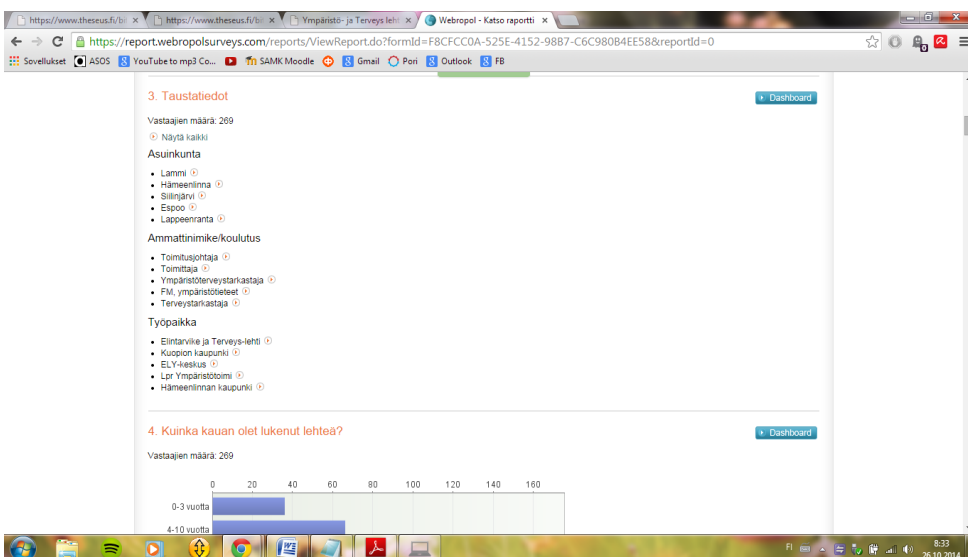 https://www.theseus.fi/bi
https://www.theseus.fi/bi
Ympäristö- ja Terveys leht
Webropol - Katso raportti
https://report.webropolsurveys.com/reports/ViewReport.do?formId=F8CFCC0A-525E-4152-98B7-C6C980B4EE58&reportId=0
Sovellukset ASOS YouTube to mp3 Co... SAMK Moodle Gmail Pori Outlook FB
3. Taustatiedot
Dashboard
Vastaajien määrä: 269
Näytä kaikki
Asuinkunta
Lammi
Hämeenlinna
Siilinjärvi
Espoo
Lappeenranta
Ammattinimike/koulutus
Toimitusjohtaja
Toimittaja
Ympäristöterveystarkastaja
FM, ympäristötieteet
Terveystarkastaja
Työpaikka
Elintarvike ja Terveys-lehti
Kuopion kaupunki
ELY-keskus
Lpr Ympäristötoimi
Hämeenlinnan kaupunki
4. Kuinka kauan olet lukenut lehteä?
Dashboard
Vastaajien määrä: 269
0 20 40 60 80 100 120 140 160
0-3 vuotta
4-10 vuotta
FI
8:33
26.10.2014